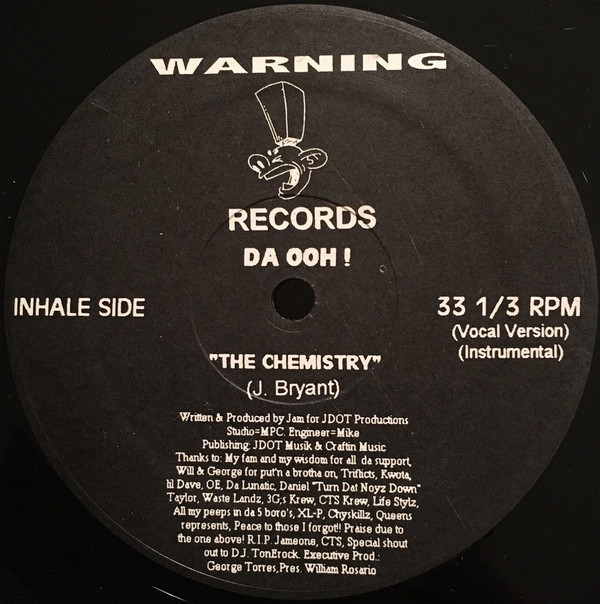 WARNING
RECORDS
DA OOH !
INHALE SIDE
33 1/3 RPM
(Vocal Version)
(Instrumental)
"THE CHEMISTRY"
(J. Bryant)
Written & Produced by Jam for JDOT Productions
Studio=MPC. Engineer=Mike
Publishing: JDOT Musik & Craftin Music
Thanks to: My fam and my wisdom for all da support,
Will & George for put'n a brotha on, Triflicts, Kwota,
lil Dave, OE, Da Lunatic, Daniel "Turn Dat Noyz Down"
Taylor, Waste Landz, 3G;s Krew, CTS Krew, Life Stylz,
All my peeps in da 5 boro's, XL-P, Chyskillz, Queens
represents, Peace to those I forgot!! Praise due to
the one above! R.I.P. Jameone, CTS, Special shout
out to D.J. TonErock. Executive Prod.:
George Torres,Pres. William Rosario